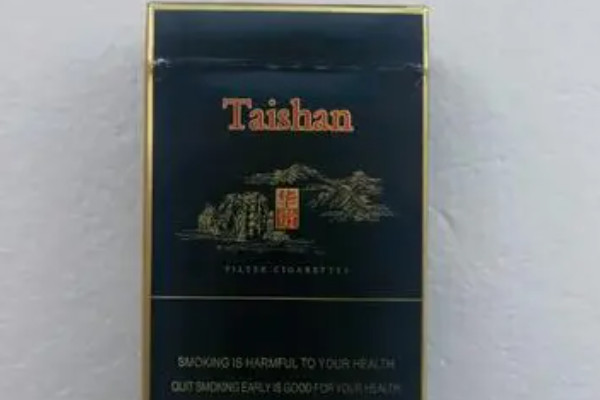 Taishan
FILTER CIGARETTES
SMOKING IS HARMFUL TO YOUR HEALTH
QUIT SMOKING EARLY IS GOOD FOR YOUR HEALTH